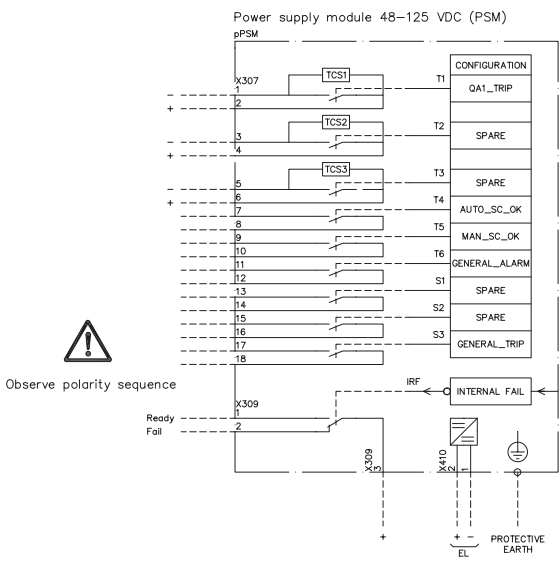 Power supply module 48-125 VDC (PSM)
pPSM
CONFIGURATION
X307
TCS1
T1
QA1_TRIP
- 1
+ 2
TCS2
T2
SPARE
- 3
+ 4
TCS3
T3
SPARE
- 5
+ 6
T4
AUTO_SC_OK
7
8
T5
MAN_SC_OK
9
10
T6
GENERAL_ALARM
11
12
S1
SPARE
13
14
S2
SPARE
15
16
S3
GENERAL_TRIP
17
18
Observe polarity sequence
IRF
INTERNAL FAIL
X309
Ready 1
Fail 2
X309
3
X410
2
1
+
+ -
EL
PROTECTIVE
EARTH